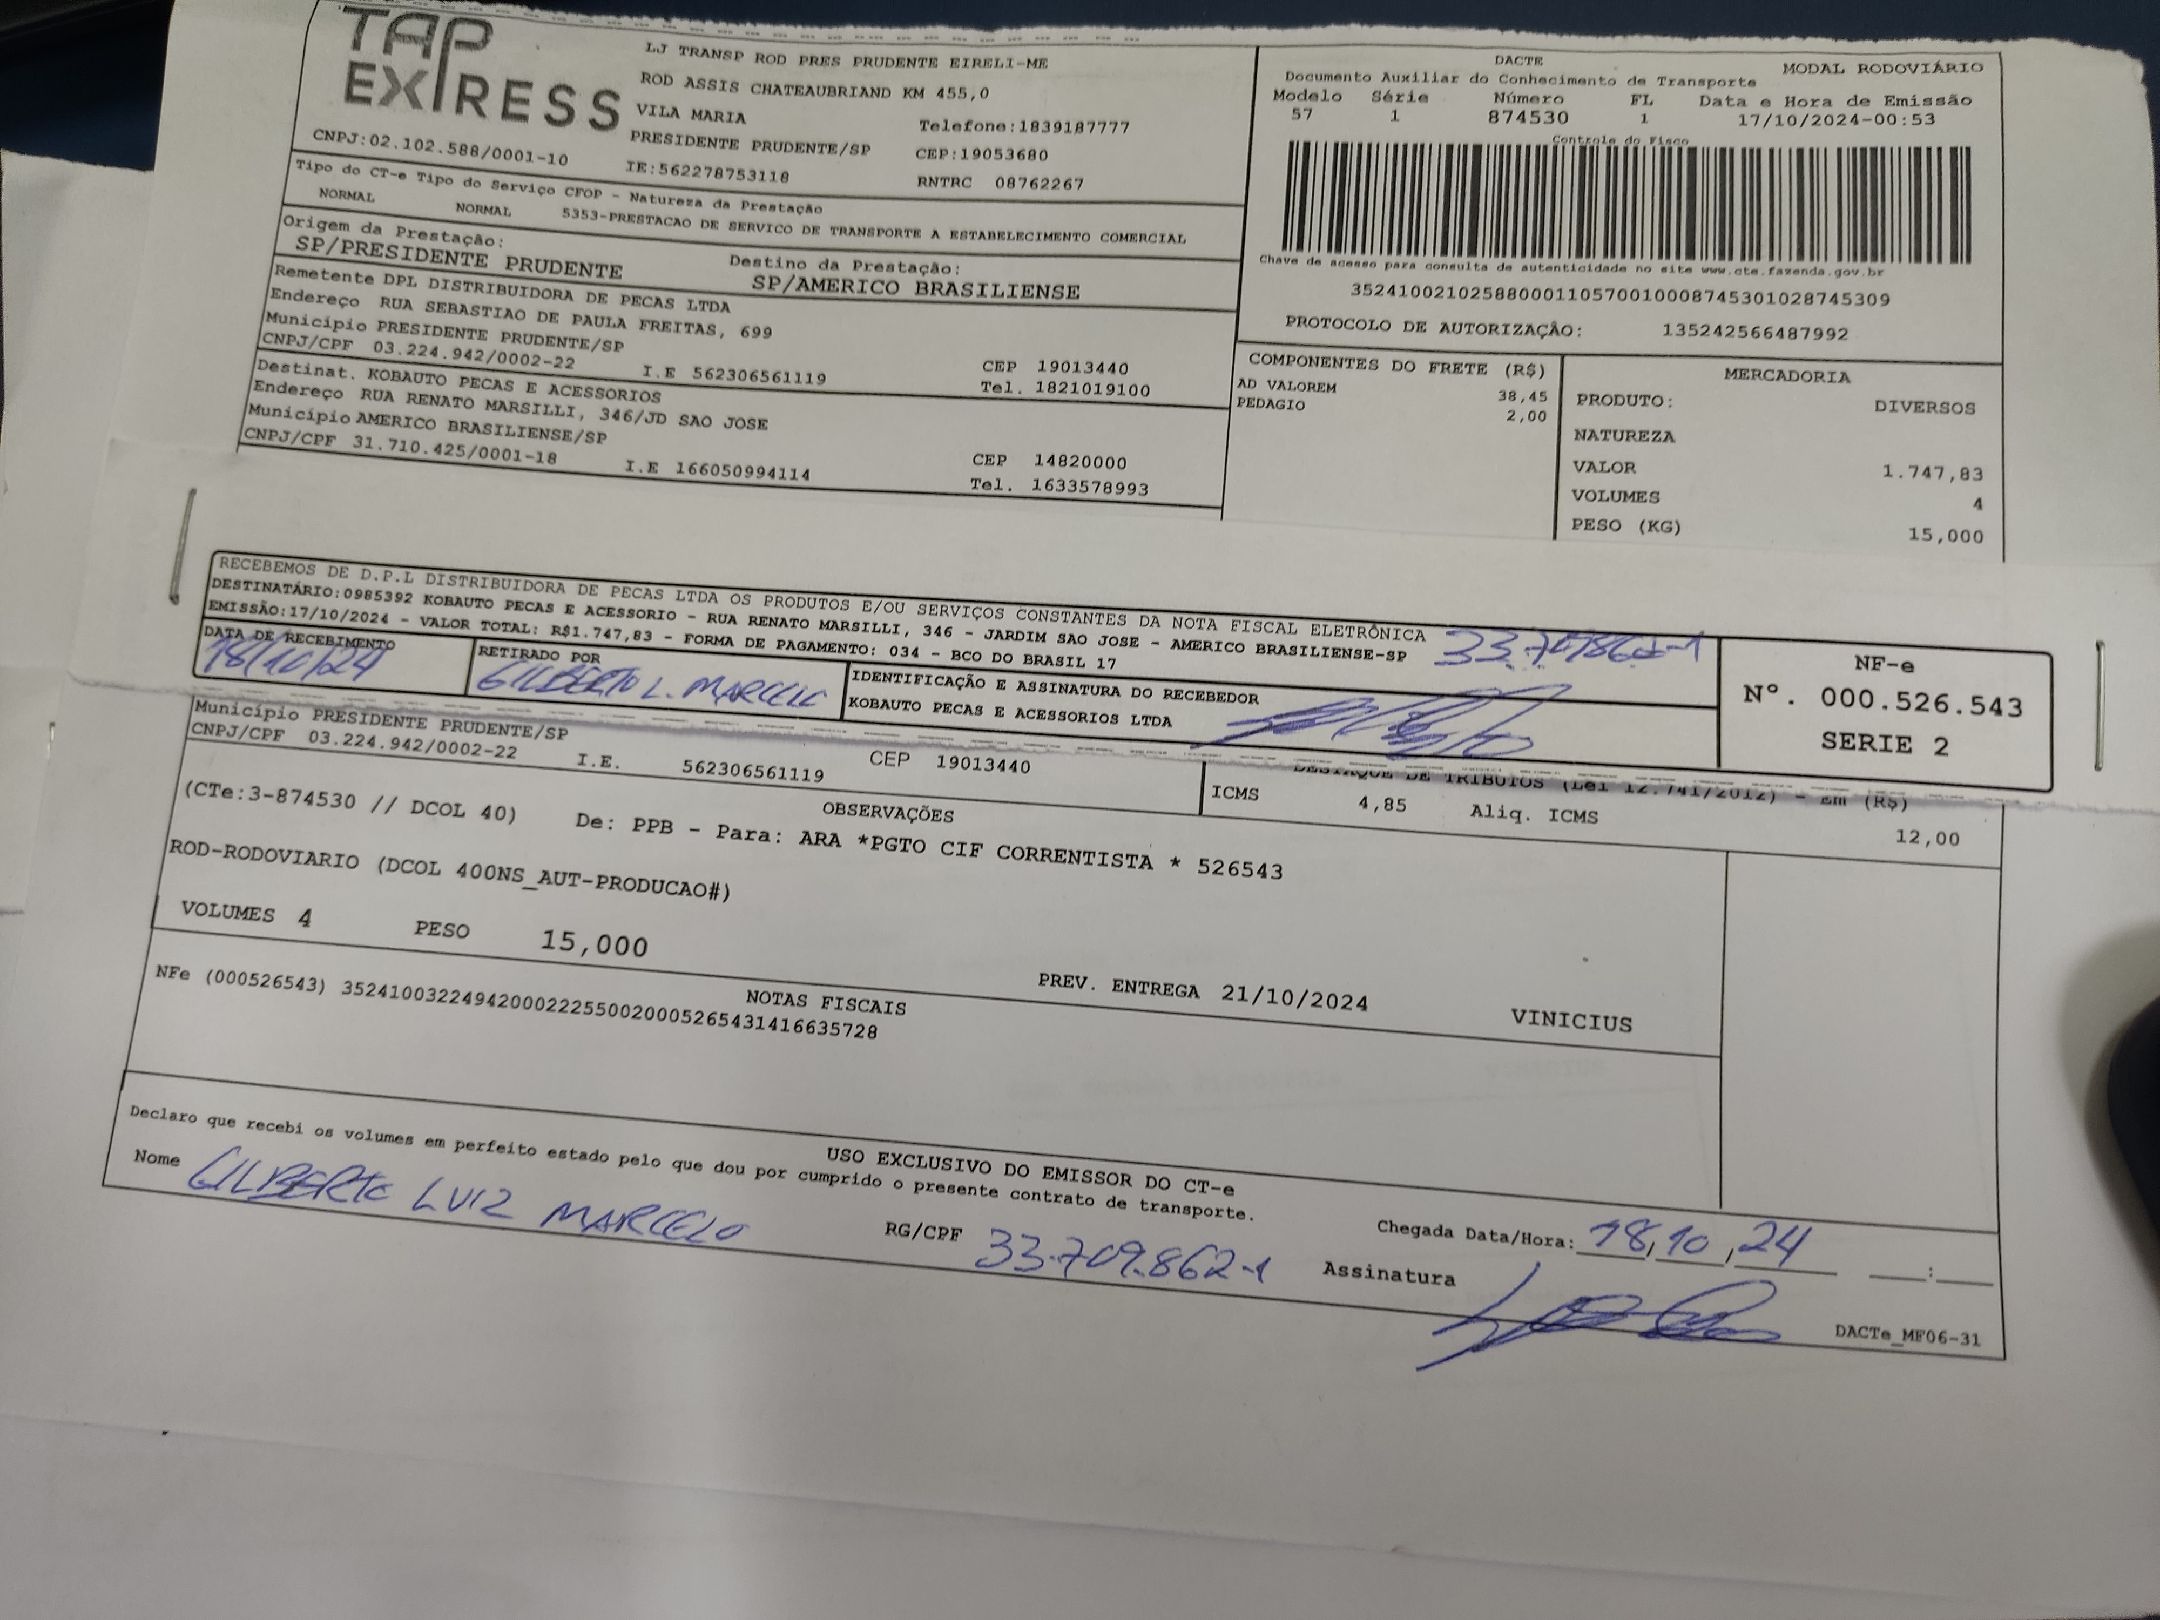 TAP EXPRESS
LJ TRANSP ROD PRES PRUDENTE EIRELI-ME
ROD ASSIS CHATEAUBRIAND KM 455,0
VILA MARIA
Telefone:1839187777
PRESIDENTE PRUDENTE/SP
CEP:19053680
CNPJ:02.102.588/0001-10
IE:562278753118
RNTRC 08762267
Tipo do CT-e Tipo do Serviço CFOP - Natureza da Prestação
NORMAL NORMAL 5353-PRESTACAO DE SERVICO DE TRANSPORTE A ESTABELECIMENTO COMERCIAL
Origem da Prestação:
SP/PRESIDENTE PRUDENTE
Destino da Prestação:
SP/AMERICO BRASILIENSE
Remetente DPL DISTRIBUIDORA DE PECAS LTDA
Endereço RUA SEBASTIAO DE PAULA FREITAS, 699
Município PRESIDENTE PRUDENTE/SP
CEP 19013440
CNPJ/CPF 03.224.942/0002-22 I.E 562306561119 Tel. 1821019100
Destinat. KOBAUTO PECAS E ACESSORIOS
Endereço RUA RENATO MARSILLI, 346/JD SAO JOSE
Município AMERICO BRASILIENSE/SP
CEP 14820000
CNPJ/CPF 31.710.425/0001-18 I.E 166050994114 Tel. 1633578993
DACTE
MODAL RODOVIÁRIO
Documento Auxiliar do Conhecimento de Transporte
Modelo Série Número FL Data e Hora de Emissão
57 1 874530 1 17/10/2024-00:53
Controle do Fisco
Chave de acesso para consulta de autenticidade no site www.cte.fazenda.gov.br
35241002102588000110570010008745301028745309
PROTOCOLO DE AUTORIZAÇÃO: 135242566487992
COMPONENTES DO FRETE (R$)
AD VALOREM 38,45
PEDAGIO 2,00
MERCADORIA
PRODUTO: DIVERSOS
NATUREZA
VALOR 1.747,83
VOLUMES 4
PESO (KG) 15,000
RECEBEMOS DE D.P.L DISTRIBUIDORA DE PECAS LTDA OS PRODUTOS E/OU SERVIÇOS CONSTANTES DA NOTA FISCAL ELETRÔNICA
DESTINATÁRIO:0985392 KOBAUTO PECAS E ACESSORIO - RUA RENATO MARSILLI, 346 - JARDIM SAO JOSE - AMERICO BRASILIENSE-SP
EMISSÃO:17/10/2024 - VALOR TOTAL: R$1.747,83 - FORMA DE PAGAMENTO: 034 - BCO DO BRASIL 17
DATA DE RECEBIMENTO
18/10/24
RETIRADO POR
GILBERTO L. MARCELO
IDENTIFICAÇÃO E ASSINATURA DO RECEBEDOR
KOBAUTO PECAS E ACESSORIOS LTDA
NF-e
Nº. 000.526.543
SERIE 2
Município PRESIDENTE PRUDENTE/SP
CNPJ/CPF 03.224.942/0002-22 I.E. 562306561119 CEP 19013440
DESTAQUE DE TRIBUTOS (Lei 12.741/2012) - Em (R$)
ICMS 4,85 Aliq. ICMS 12,00
OBSERVAÇÕES
(CTe:3-874530 // DCOL 40) De: PPB - Para: ARA *PGTO CIF CORRENTISTA * 526543
ROD-RODOVIARIO (DCOL 400NS_AUT-PRODUCAO#)
VOLUMES 4 PESO 15,000
PREV. ENTREGA 21/10/2024 VINICIUS
NOTAS FISCAIS
NFe (000526543) 35241003224942000222550020005265431416635728
USO EXCLUSIVO DO EMISSOR DO CT-e
Declaro que recebi os volumes em perfeito estado pelo que dou por cumprido o presente contrato de transporte.
Nome GILBERTO LUIZ MARCELO RG/CPF 33.709.862-1
Chegada Data/Hora: 18/10/24 __:__
Assinatura
DACTe_MF06-31